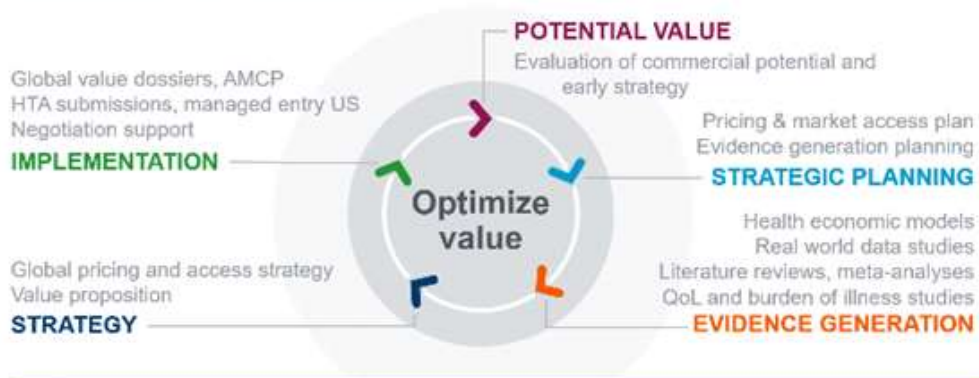 POTENTIAL VALUE
Evaluation of commercial potential and
early strategy
Pricing & market access plan
Evidence generation planning
STRATEGIC PLANNING
Health economic models
Real world data studies
Literature reviews, meta-analyses
QoL and burden of illness studies
EVIDENCE GENERATION
Global pricing and access strategy
Value proposition
STRATEGY
Global value dossiers, AMCP
HTA submissions, managed entry US
Negotiation support
IMPLEMENTATION
Optimize
value